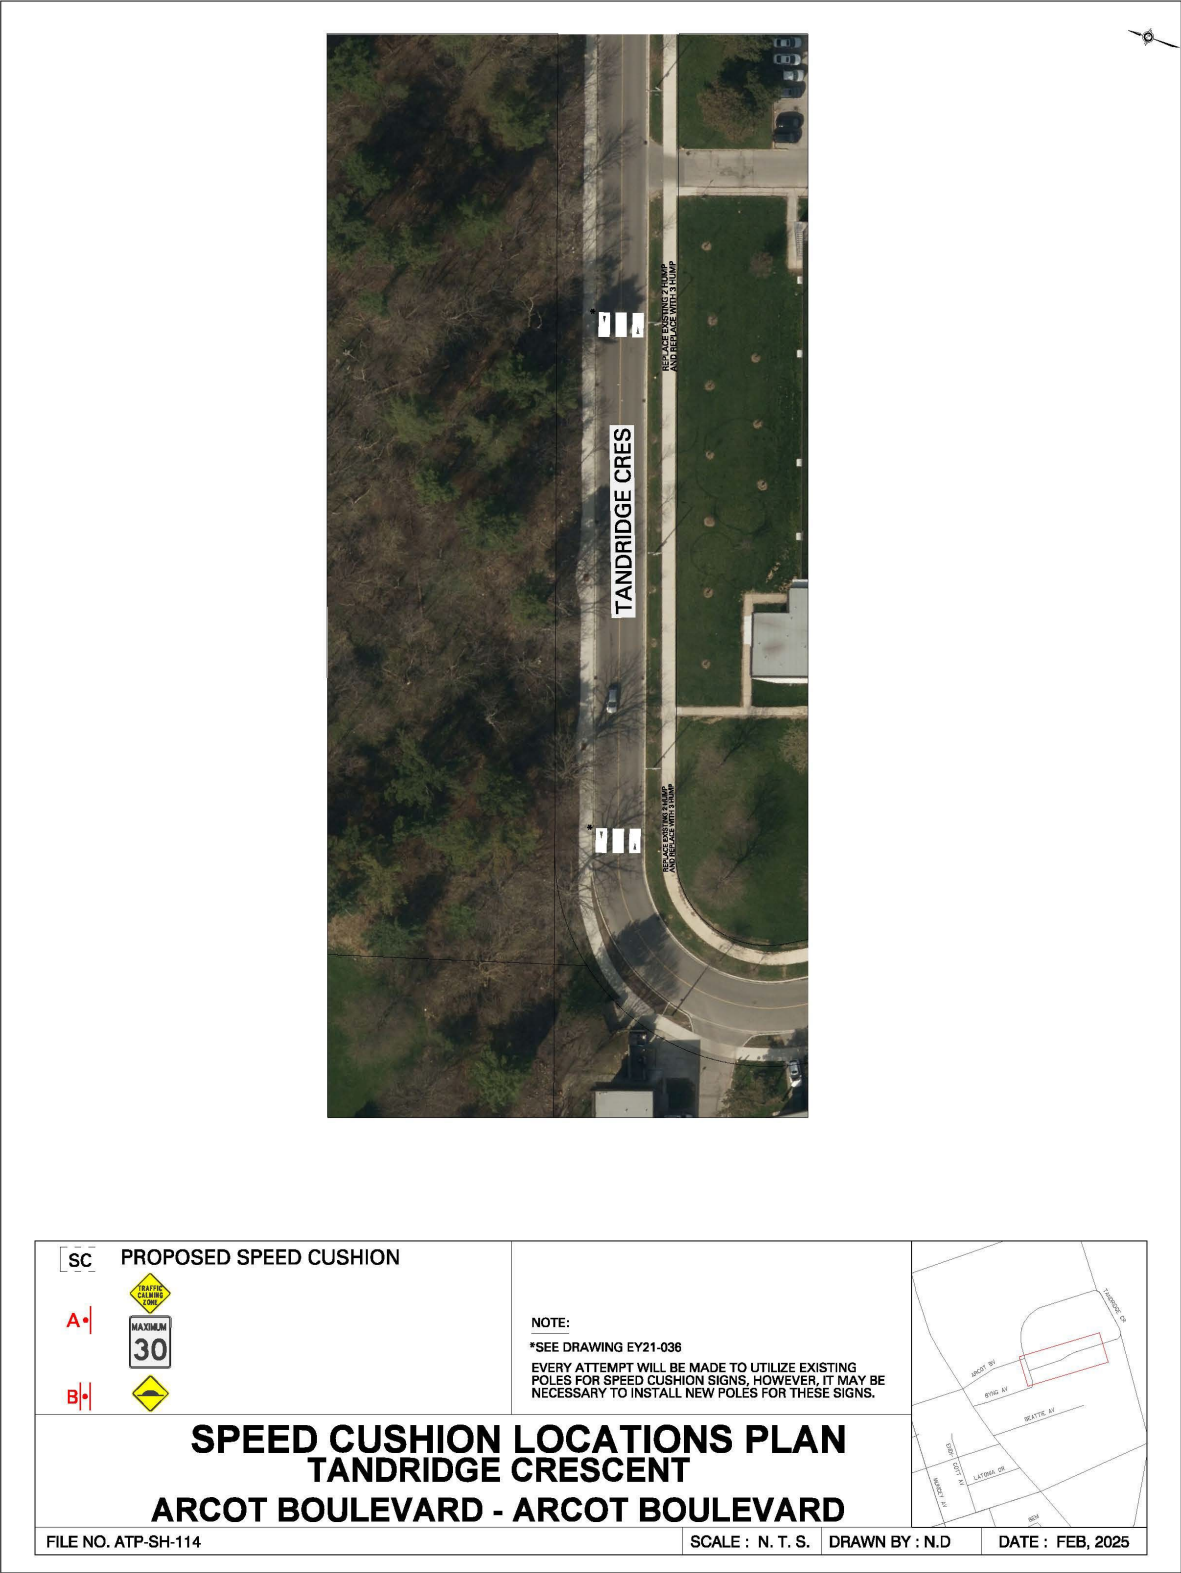 REPLACE EXISTING 2 HUMP
AND REPLACE WITH 3 HUMP
*
TANDRIDGE CRES
*
REPLACE EXISTING 2 HUMP
AND REPLACE WITH 3 HUMP
SC PROPOSED SPEED CUSHION
TRAFFIC
CALMING
ZONE
A
MAXIMUM
30
B
NOTE:
*SEE DRAWING EY21-036
EVERY ATTEMPT WILL BE MADE TO UTILIZE EXISTING
POLES FOR SPEED CUSHION SIGNS, HOWEVER, IT MAY BE
NECESSARY TO INSTALL NEW POLES FOR THESE SIGNS.
TANDRIDGE CR
ARCOT BV
BYNG AV
BEATTIE AV
COTT AV
LATONIA CR
SPEED CUSHION LOCATIONS PLAN
TANDRIDGE CRESCENT
ARCOT BOULEVARD - ARCOT BOULEVARD
FILE NO. ATP-SH-114
SCALE : N. T. S.
DRAWN BY : N.D
DATE : FEB, 2025